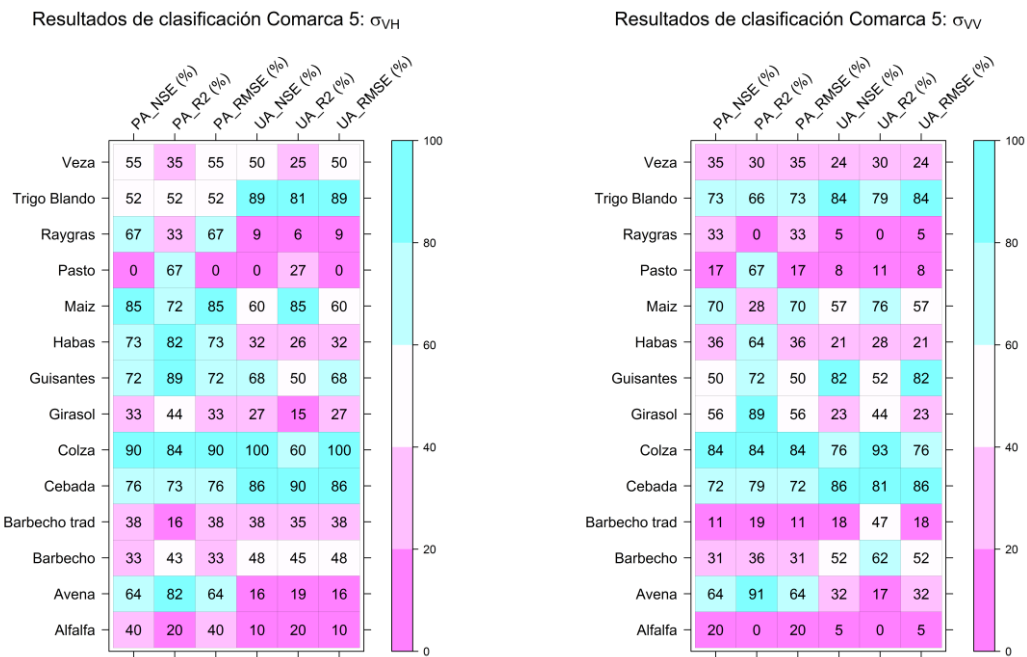 Resultados de clasificación Comarca 5: σVH
PA_NSE (%) PA_R2 (%) PA_RMSE (%) UA_NSE (%) UA_R2 (%) UA_RMSE (%)
Veza 55 35 55 50 25 50
Trigo Blando 52 52 52 89 81 89
Raygras 67 33 67 9 6 9
Pasto 0 67 0 0 27 0
Maiz 85 72 85 60 85 60
Habas 73 82 73 32 26 32
Guisantes 72 89 72 68 50 68
Girasol 33 44 33 27 15 27
Colza 90 84 90 100 60 100
Cebada 76 73 76 86 90 86
Barbecho trad 38 16 38 38 35 38
Barbecho 33 43 33 48 45 48
Avena 64 82 64 16 19 16
Alfalfa 40 20 40 10 20 10
100
80
60
40
20
0
Resultados de clasificación Comarca 5: σVV
PA_NSE (%) PA_R2 (%) PA_RMSE (%) UA_NSE (%) UA_R2 (%) UA_RMSE (%)
Veza 35 30 35 24 30 24
Trigo Blando 73 66 73 84 79 84
Raygras 33 0 33 5 0 5
Pasto 17 67 17 8 11 8
Maiz 70 28 70 57 76 57
Habas 36 64 36 21 28 21
Guisantes 50 72 50 82 52 82
Girasol 56 89 56 23 44 23
Colza 84 84 84 76 93 76
Cebada 72 79 72 86 81 86
Barbecho trad 11 19 11 18 47 18
Barbecho 31 36 31 52 62 52
Avena 64 91 64 32 17 32
Alfalfa 20 0 20 5 0 5
100
80
60
40
20
0